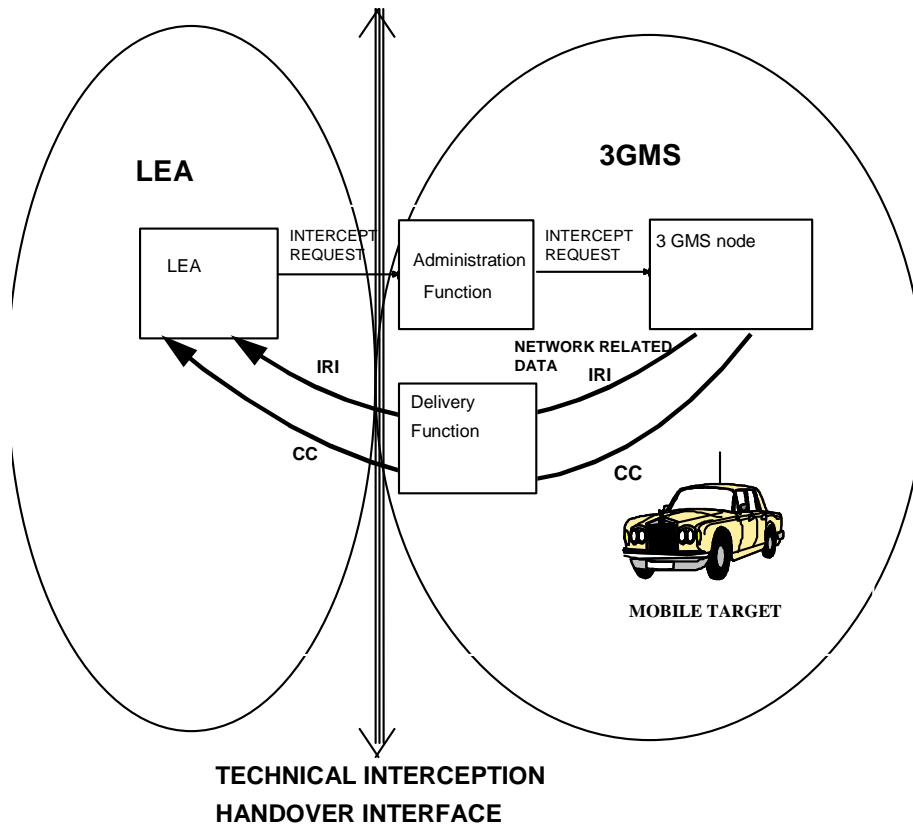 LEA
3GMS
LEA
INTERCEPT
REQUEST
Administration
Function
INTERCEPT
REQUEST
3 GMS node
NETWORK RELATED
DATA
IRI
IRI
Delivery
Function
CC
CC
MOBILE TARGET
TECHNICAL INTERCEPTION
HANDOVER INTERFACE